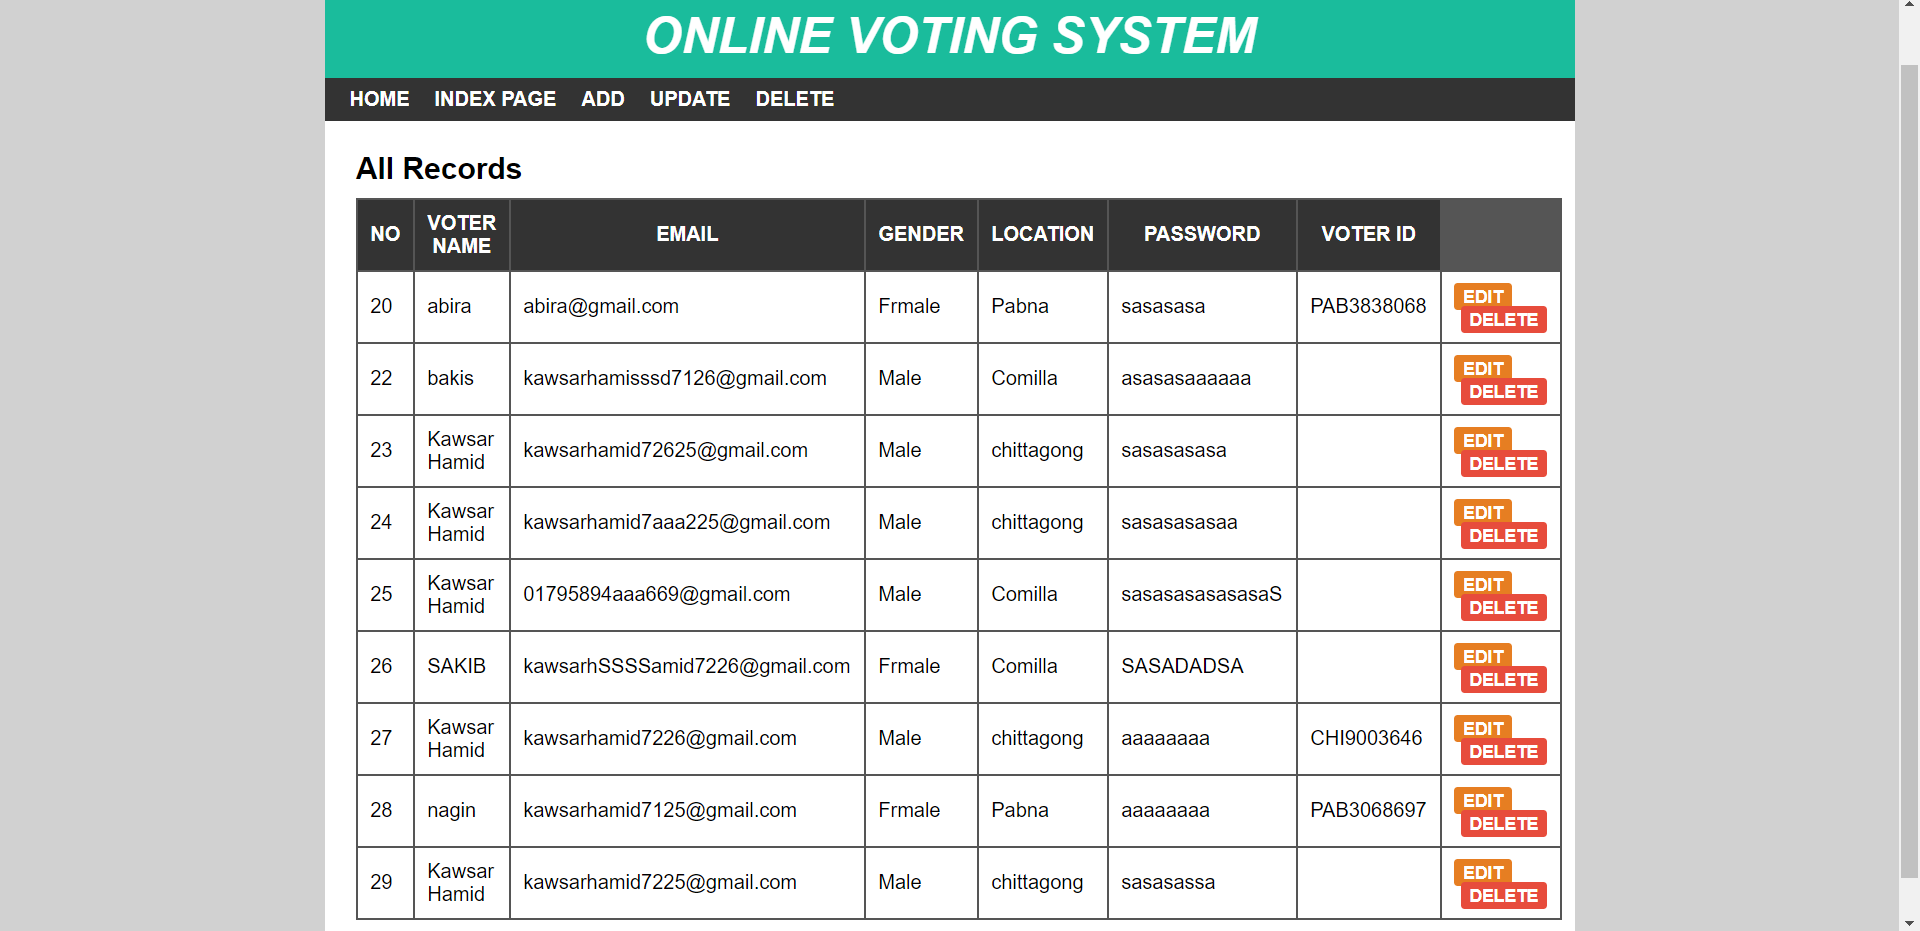 ONLINE VOTING SYSTEM
HOME INDEX PAGE ADD UPDATE DELETE
All Records
NO VOTER NAME EMAIL GENDER LOCATION PASSWORD VOTER ID
20 abira abira@gmail.com Frmale Pabna sasasasa PAB3838068 EDIT DELETE
22 bakis kawsarhamisssd7126@gmail.com Male Comilla asasasaaaaaa EDIT DELETE
23 Kawsar Hamid kawsarhamid72625@gmail.com Male chittagong sasasasasa EDIT DELETE
24 Kawsar Hamid kawsarhamid7aaa225@gmail.com Male chittagong sasasasasaa EDIT DELETE
25 Kawsar Hamid 01795894aaa669@gmail.com Male Comilla sasasasasasasaS EDIT DELETE
26 SAKIB kawsarhSSSSamid7226@gmail.com Frmale Comilla SASADADSA EDIT DELETE
27 Kawsar Hamid kawsarhamid7226@gmail.com Male chittagong aaaaaaaa CHI9003646 EDIT DELETE
28 nagin kawsarhamid7125@gmail.com Frmale Pabna aaaaaaaa PAB3068697 EDIT DELETE
29 Kawsar Hamid kawsarhamid7225@gmail.com Male chittagong sasasassa EDIT DELETE